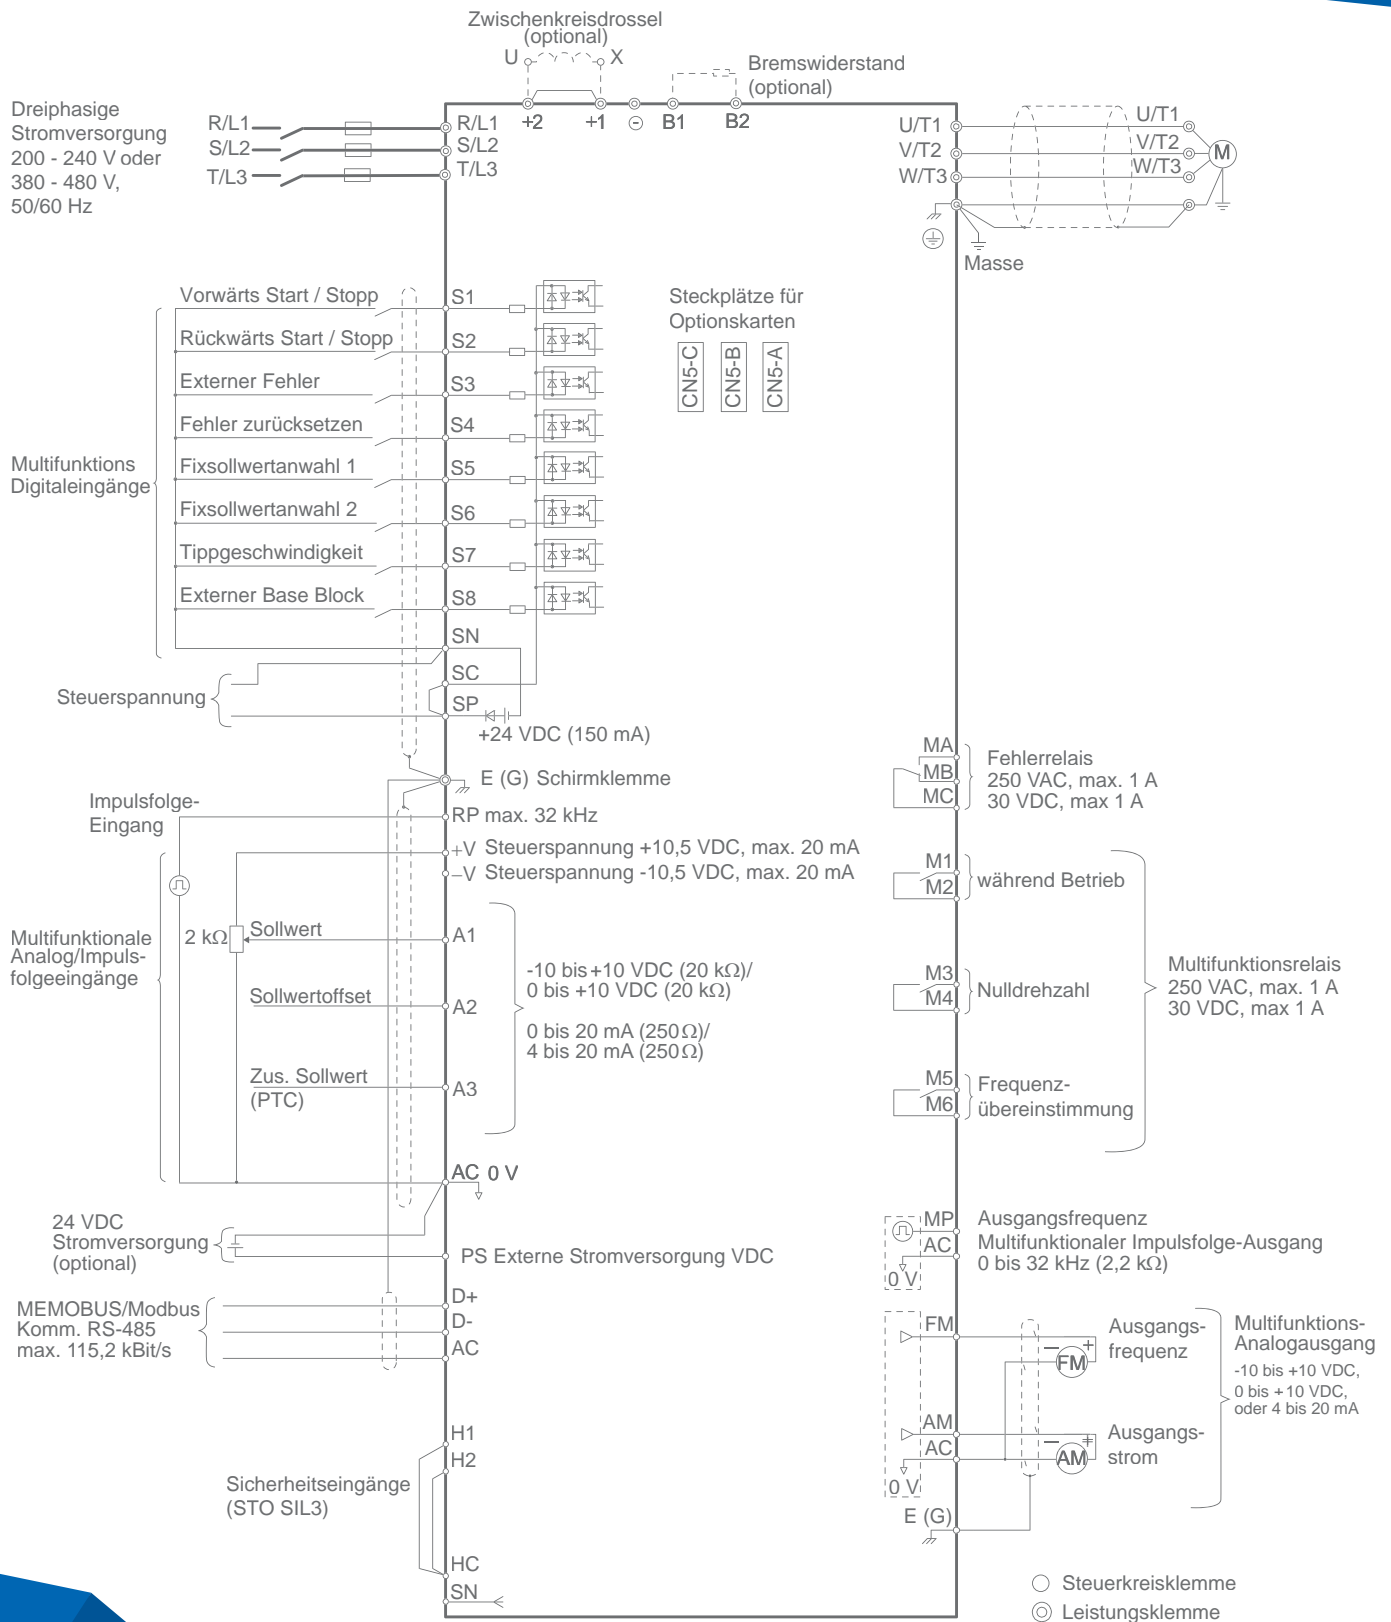 Zwischenkreisdrossel
(optional)
U X
Bremswiderstand
(optional)
+2 +1 ⊖ B1 B2
Dreiphasige
Stromversorgung
200 - 240 V oder
380 - 480 V,
50/60 Hz
R/L1
S/L2
T/L3
R/L1
S/L2
T/L3
U/T1
V/T2
W/T3
U/T1
V/T2
W/T3
M
Masse
Multifunktions
Digitaleingänge
Vorwärts Start / Stopp S1
Rückwärts Start / Stopp S2
Externer Fehler S3
Fehler zurücksetzen S4
Fixsollwertanwahl 1 S5
Fixsollwertanwahl 2 S6
Tippgeschwindigkeit S7
Externer Base Block S8
SN
SC
SP
Steuerspannung
+24 VDC (150 mA)
Steckplätze für
Optionskarten
CN5-C CN5-B CN5-A
E (G) Schirmklemme
Impulsfolge-
Eingang
RP max. 32 kHz
+V Steuerspannung +10,5 VDC, max. 20 mA
–V Steuerspannung -10,5 VDC, max. 20 mA
Multifunktionale
Analog/Impuls-
folgeeingänge
2 kΩ
Sollwert A1
Sollwertoffset A2
Zus. Sollwert
(PTC)
A3
-10 bis +10 VDC (20 kΩ)/
0 bis +10 VDC (20 kΩ)
0 bis 20 mA (250Ω)/
4 bis 20 mA (250Ω)
AC 0 V
24 VDC
Stromversorgung
(optional)
PS Externe Stromversorgung VDC
MEMOBUS/Modbus
Komm. RS-485
max. 115,2 kBit/s
D+
D-
AC
Sicherheitseingänge
(STO SIL3)
H1
H2
HC
SN
MA
MB
MC
Fehlerrelais
250 VAC, max. 1 A
30 VDC, max 1 A
M1
M2
während Betrieb
M3
M4
Nulldrehzahl
M5
M6
Frequenz-
übereinstimmung
Multifunktionsrelais
250 VAC, max. 1 A
30 VDC, max 1 A
MP
AC
0 V
Ausgangsfrequenz
Multifunktionaler Impulsfolge-Ausgang
0 bis 32 kHz (2,2 kΩ)
FM
– +
FM
Ausgangs-
frequenz
AM
AC
0 V
– +
AM
Ausgangs-
strom
Multifunktions-
Analogausgang
-10 bis +10 VDC,
0 bis +10 VDC,
oder 4 bis 20 mA
E (G)
Steuerkreisklemme
Leistungsklemme